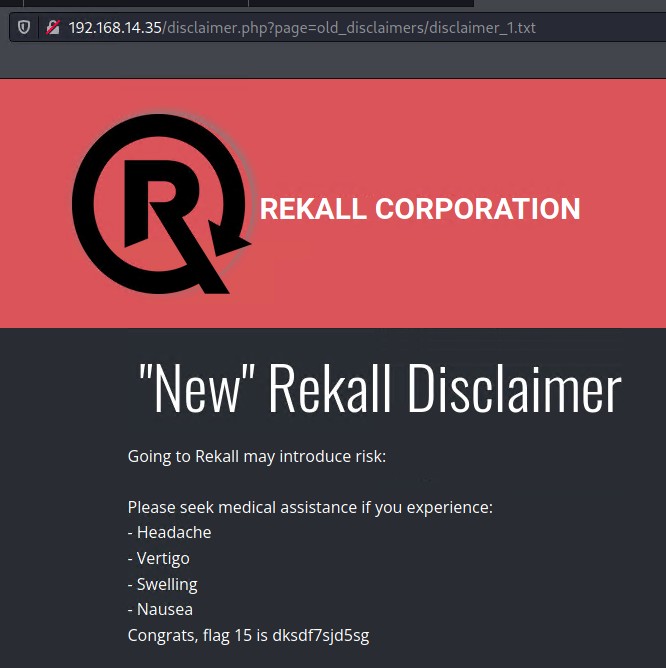 192.168.14.35/disclaimer.php?page=old_disclaimers/disclaimer_1.txt
R
REKALL CORPORATION
"New" Rekall Disclaimer
Going to Rekall may introduce risk:
Please seek medical assistance if you experience:
- Headache
- Vertigo
- Swelling
- Nausea
Congrats, flag 15 is dksdf7sjd5sg